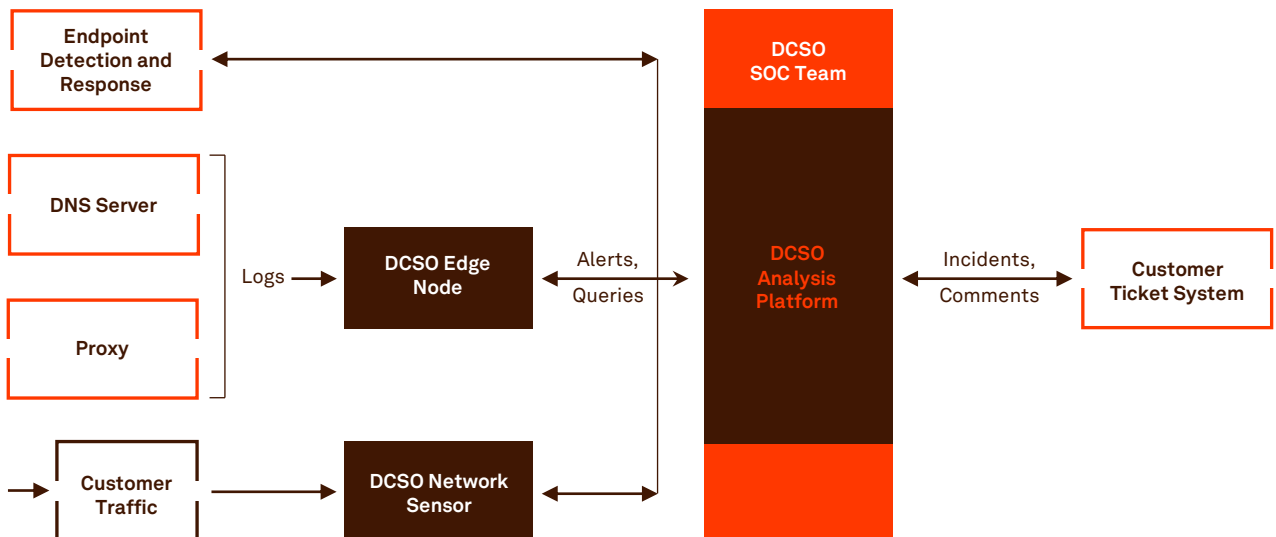 Endpoint
Detection and
Response
DCSO
SOC Team
DNS Server
Logs
DCSO Edge
Node
Alerts,
Queries
DCSO
Analysis
Platform
Incidents,
Comments
Customer
Ticket System
Proxy
Customer
Traffic
DCSO Network
Sensor